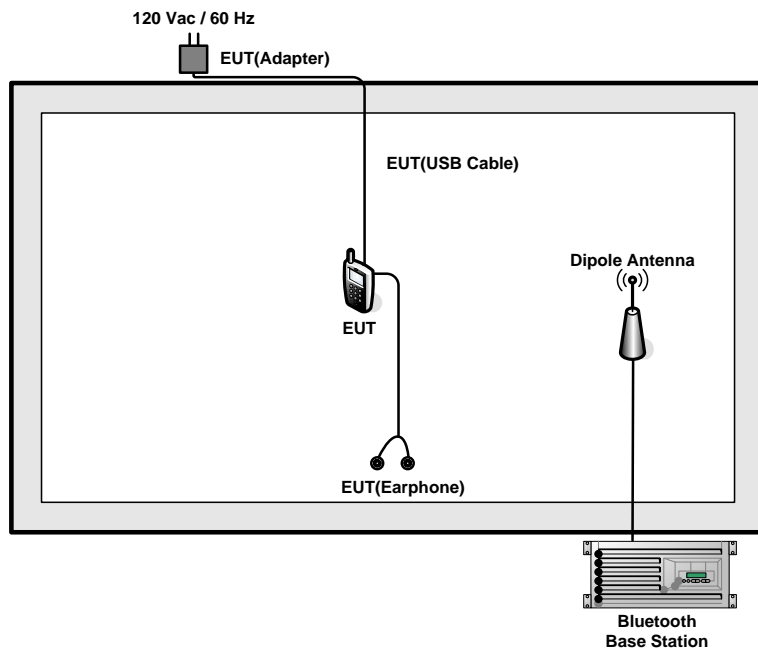 120 Vac / 60 Hz
EUT(Adapter)
EUT(USB Cable)
Dipole Antenna
EUT
EUT(Earphone)
Bluetooth
Base Station